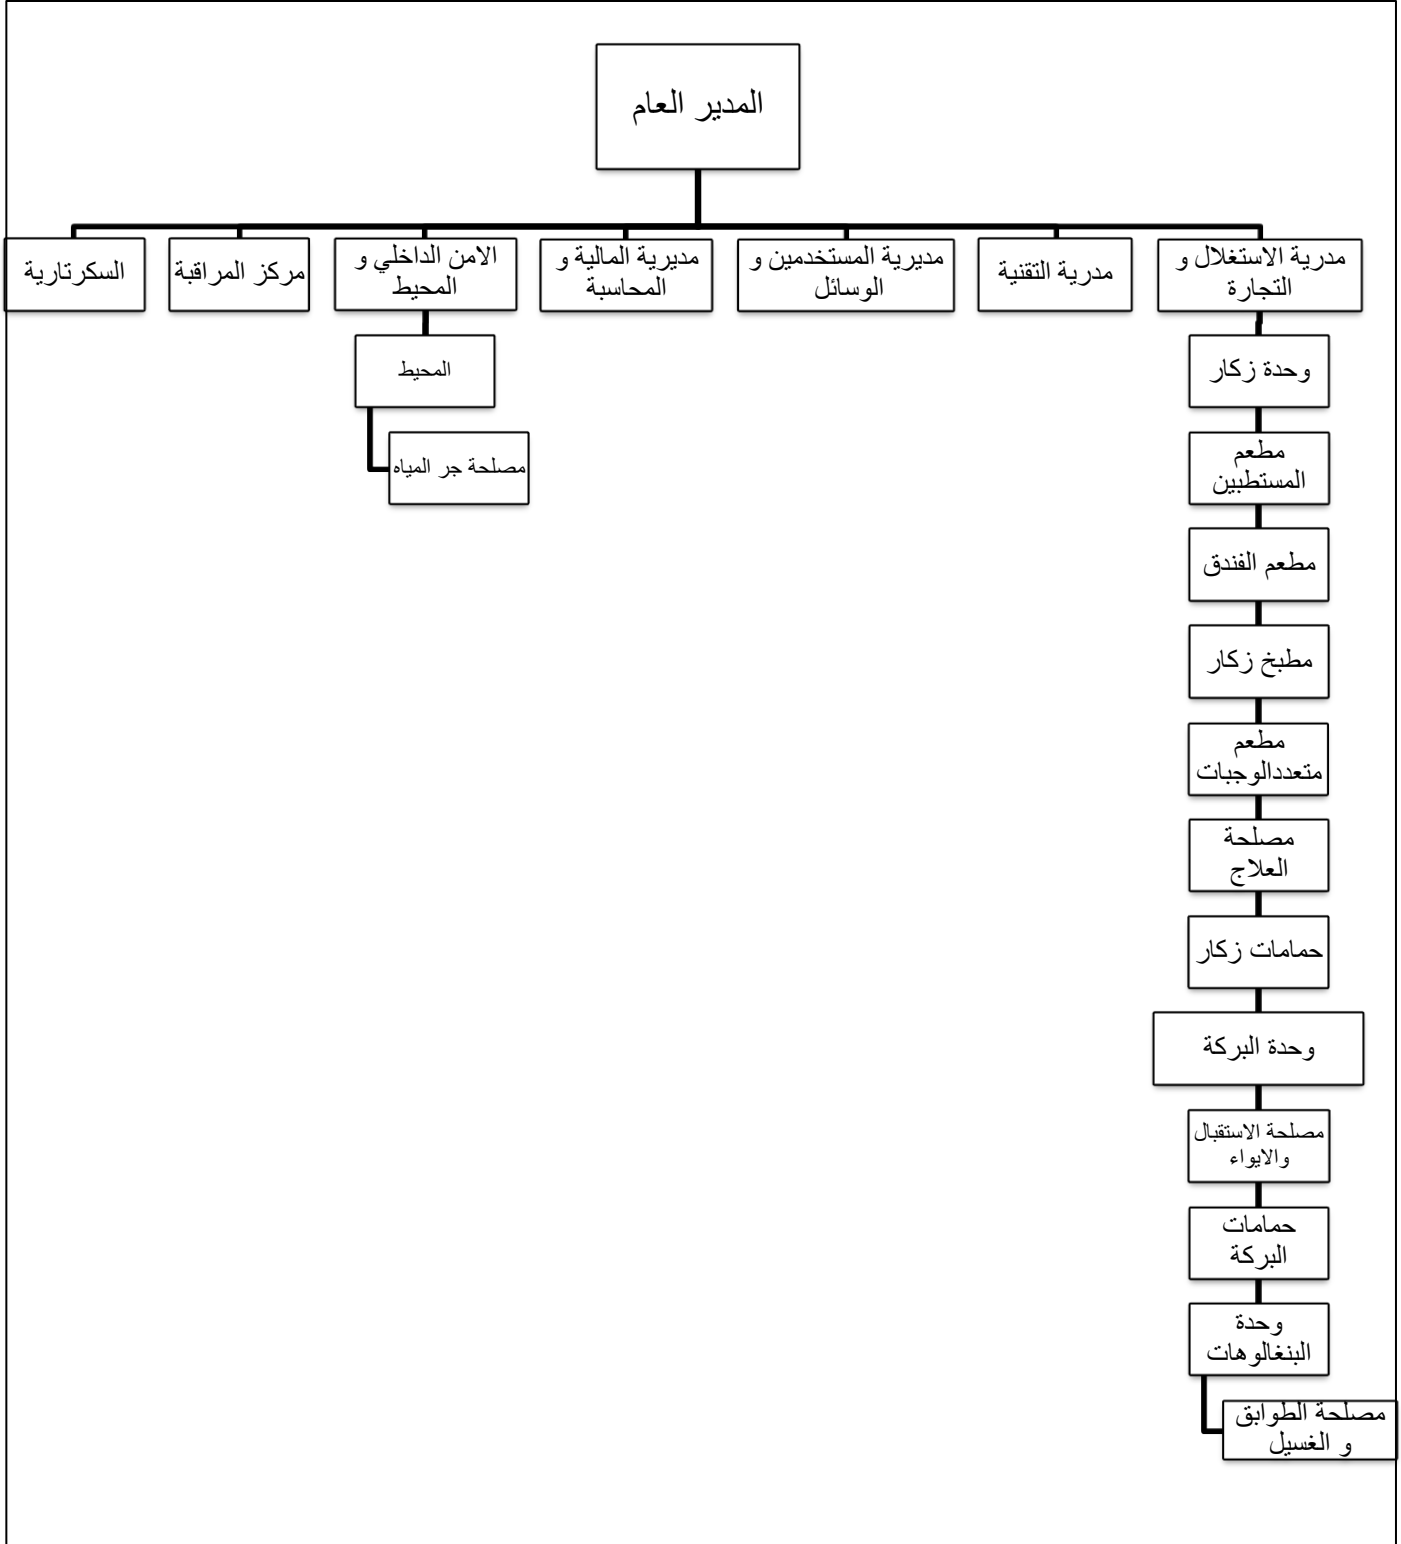 المدير العام
مدرية الاستغلال و
التجارة
مدرية التقنية
مديرية المستخدمين و
الوسائل
مديرية المالية و
المحاسبة
الامن الداخلي و
المحيط
مركز المراقبة
السكرتارية
وحدة زكار
مطعم
المستطبين
مطعم الفندق
مطبخ زكار
مطعم
متعددالوجبات
مصلحة
العلاج
حمامات زكار
وحدة البركة
مصلحة الاستقبال
والايواء
حمامات
البركة
وحدة
البنغالوهات
مصلحة الطوابق
و الغسيل
المحيط
مصلحة جر المياه